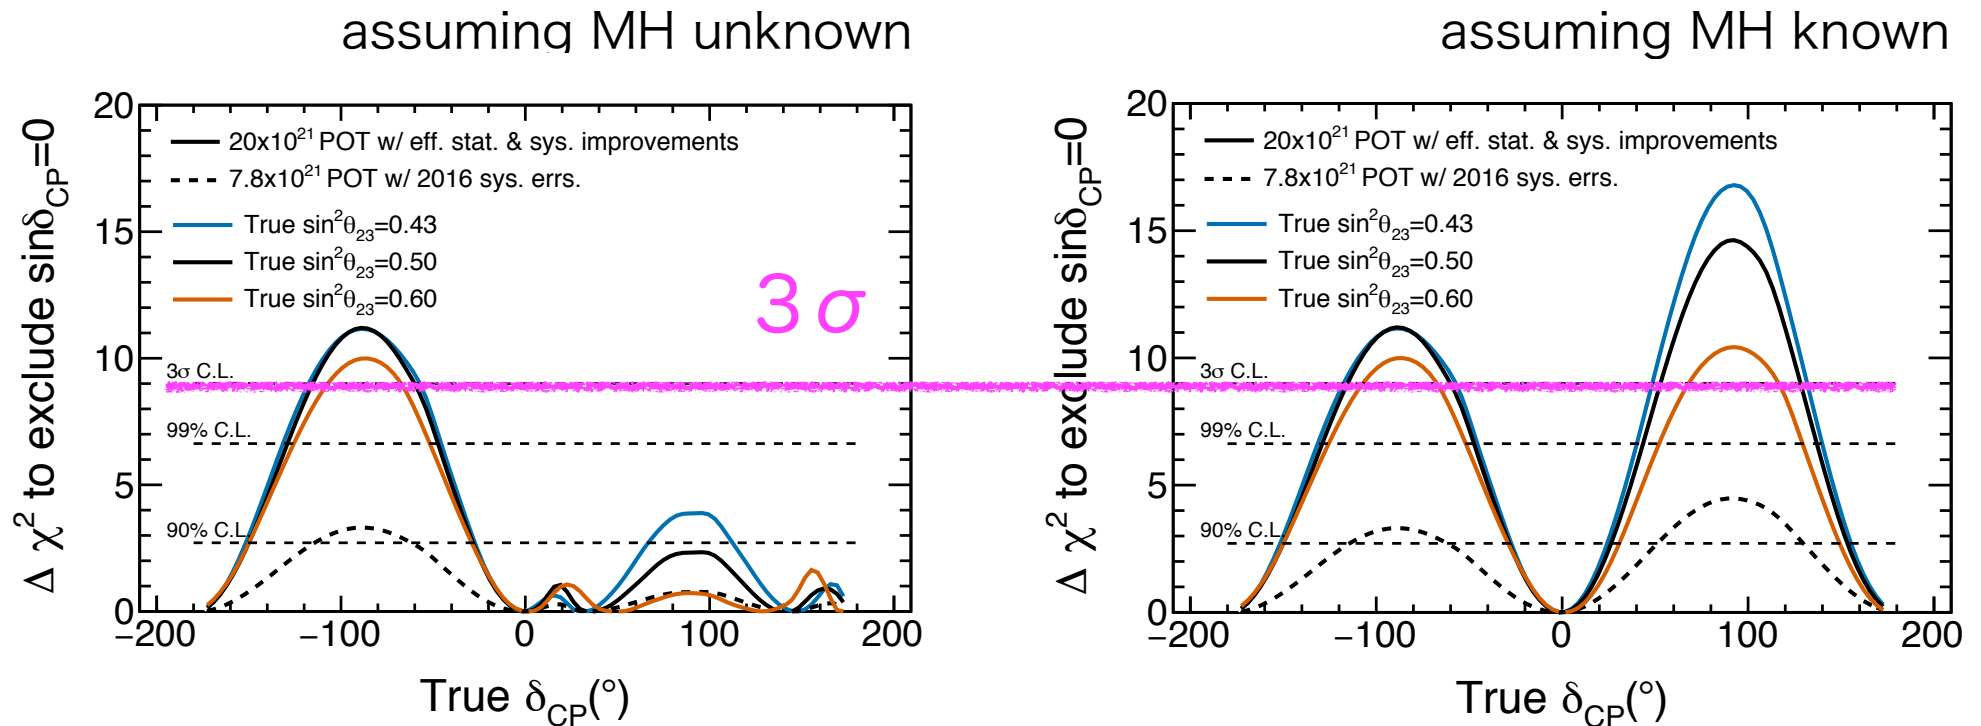 assuming MH unknown
Δ χ² to exclude sinδCP=0
20
15
10
5
0
20x10²¹ POT w/ eff. stat. & sys. improvements
7.8x10²¹ POT w/ 2016 sys. errs.
True sin²θ₂₃=0.43
True sin²θ₂₃=0.50
True sin²θ₂₃=0.60
3σ
3σ C.L.
99% C.L.
90% C.L.
−200 −100 0 100 200
True δCP(°)
assuming MH known
Δ χ² to exclude sinδCP=0
20
15
10
5
0
20x10²¹ POT w/ eff. stat. & sys. improvements
7.8x10²¹ POT w/ 2016 sys. errs.
True sin²θ₂₃=0.43
True sin²θ₂₃=0.50
True sin²θ₂₃=0.60
3σ C.L.
99% C.L.
90% C.L.
−200 −100 0 100 200
True δCP(°)